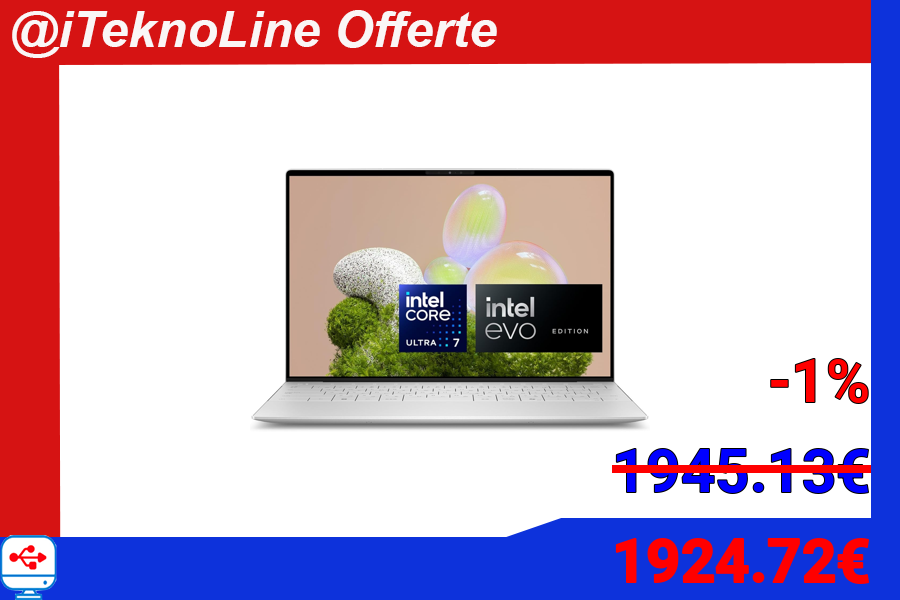 @iTeknoLine Offerte
intel
CORE
ULTRA 7
intel
evo EDITION
-1%
1945.13€
1924.72€